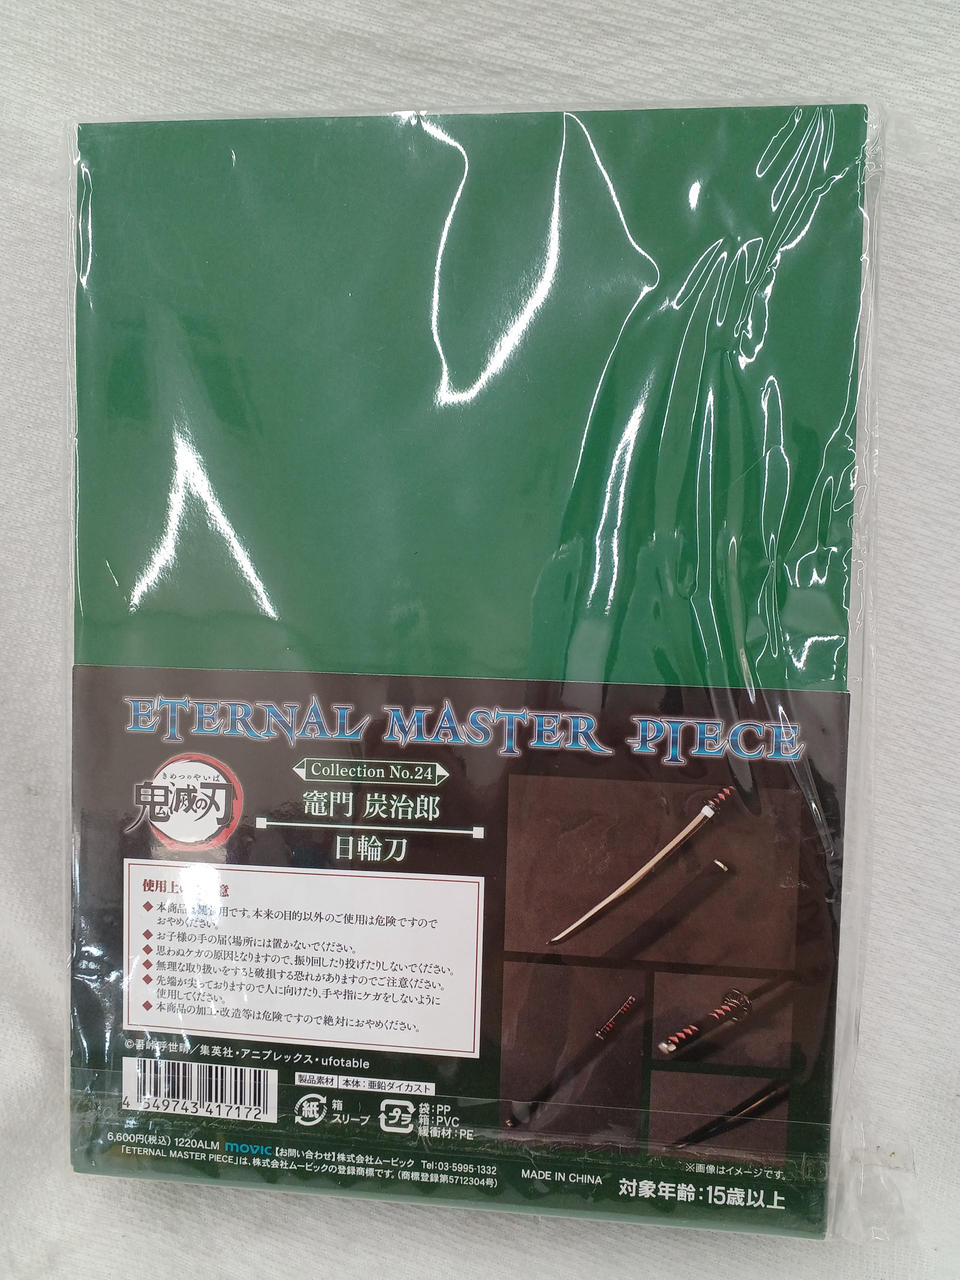 ETERNAL MASTER PIECE
Collection No.24
きめつのやいば
鬼滅の刃
竈門 炭治郎
日輪刀
使用上の 意
◆本商品は 用です。本来の目的以外のご使用は危険ですので
おやめください。
◆お子様の手の届く場所には置かないでください。
◆思わぬケガの原因となりますので、振り回したり投げたりしないでください。
◆無理な取り扱いをすると破損する恐れがありますのでご注意ください。
◆先端が尖っておりますので人に向けたり、手や指にケガをしないように
使用してください。
◆本商品の加工・改造等は危険ですので絶対におやめください。
©吾峠呼世晴／集英社・アニプレックス・ufotable
製品素材 本体：亜鉛ダイカスト
紙 箱
スリーブ
プラ 袋：PP
箱：PVC
緩衝材：PE
4 549743 417172
6,600円(税込) 1220ALM movic 【お問い合わせ】株式会社ムービック Tel：03-5995-1332
「ETERNAL MASTER PIECE」は、株式会社ムービックの登録商標です。(商標登録第5712304号)
MADE IN CHINA
※画像はイメージです。
対象年齢：15歳以上